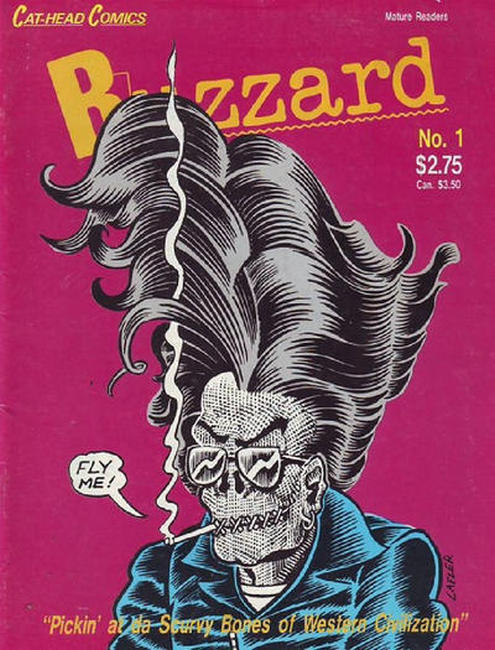 CAT-HEAD COMICS
Mature Readers
Buzzard
No. 1
$2.75
Can. $3.50
FLY
ME!
LAFLER
"Pickin' at da Scurvy Bones of Western Civilization"